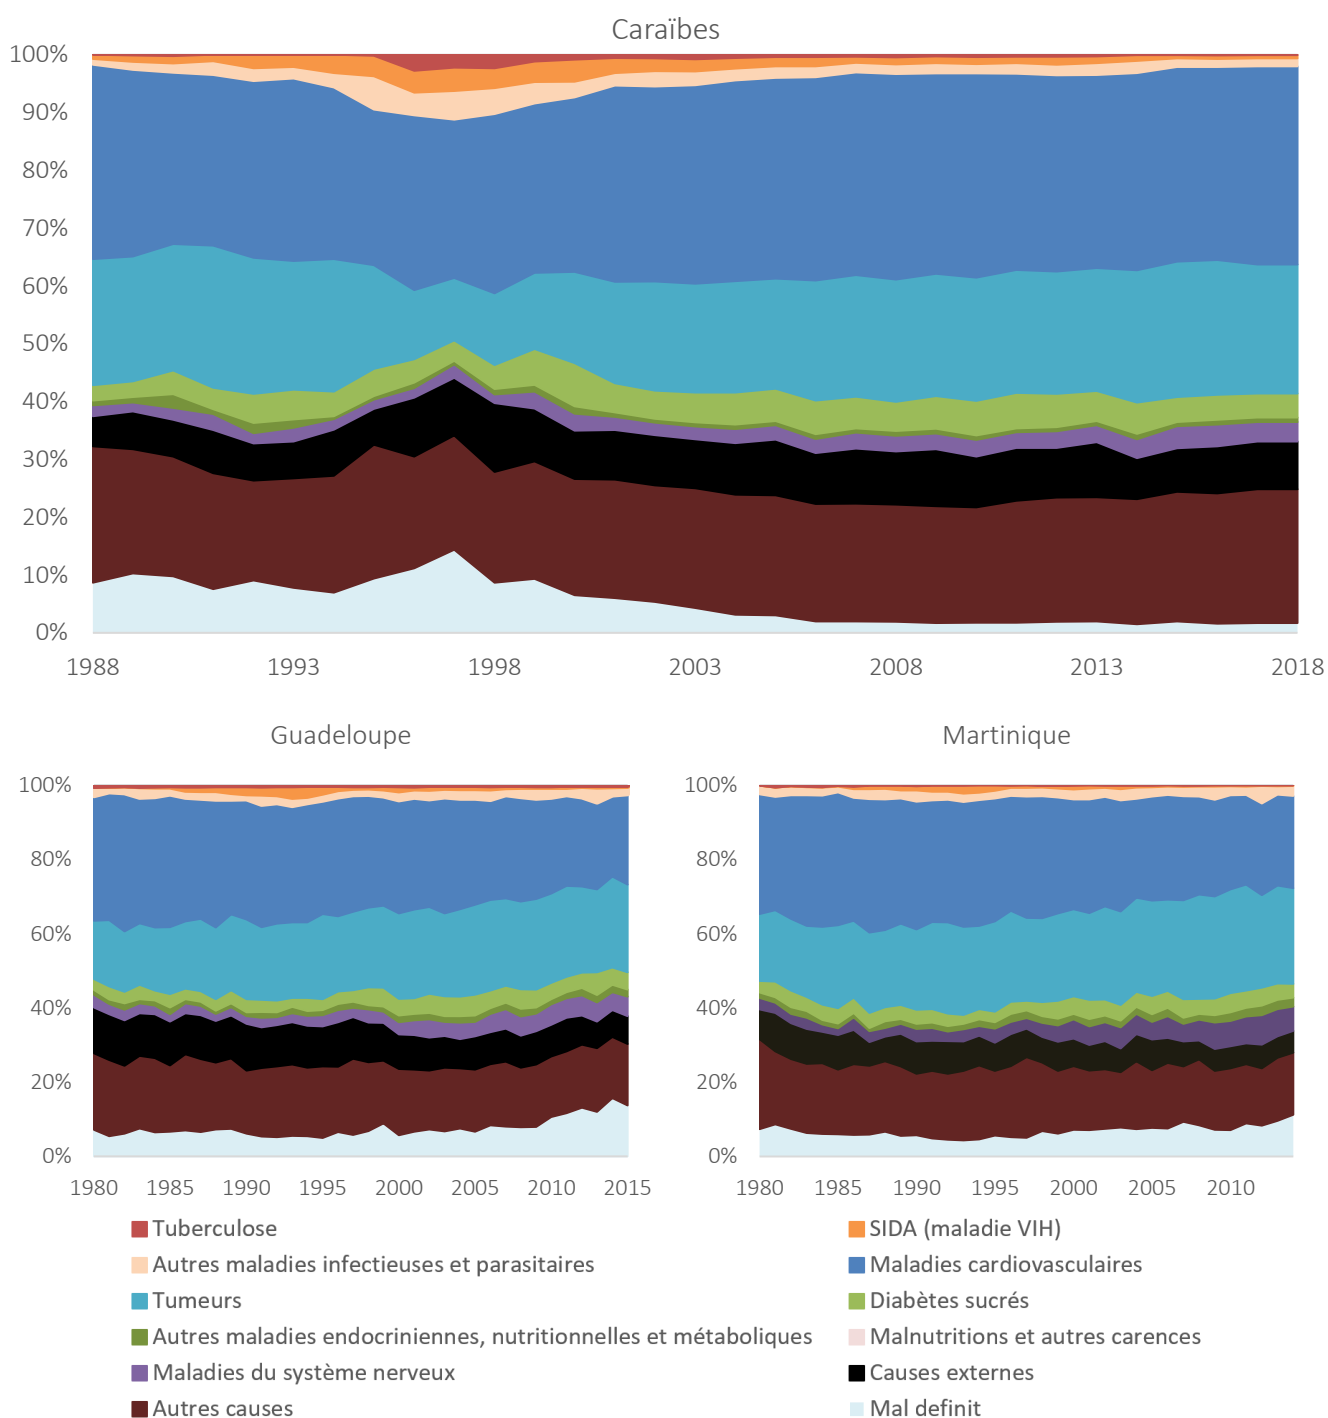 Caraïbes
100%
90%
80%
70%
60%
50%
40%
30%
20%
10%
0%
1988 1993 1998 2003 2008 2013 2018
Guadeloupe
100%
80%
60%
40%
20%
0%
1980 1985 1990 1995 2000 2005 2010 2015
Martinique
100%
80%
60%
40%
20%
0%
1980 1985 1990 1995 2000 2005 2010
Tuberculose
SIDA (maladie VIH)
Autres maladies infectieuses et parasitaires
Maladies cardiovasculaires
Tumeurs
Diabètes sucrés
Autres maladies endocriniennes, nutritionnelles et métaboliques
Malnutritions et autres carences
Maladies du système nerveux
Causes externes
Autres causes
Mal definit